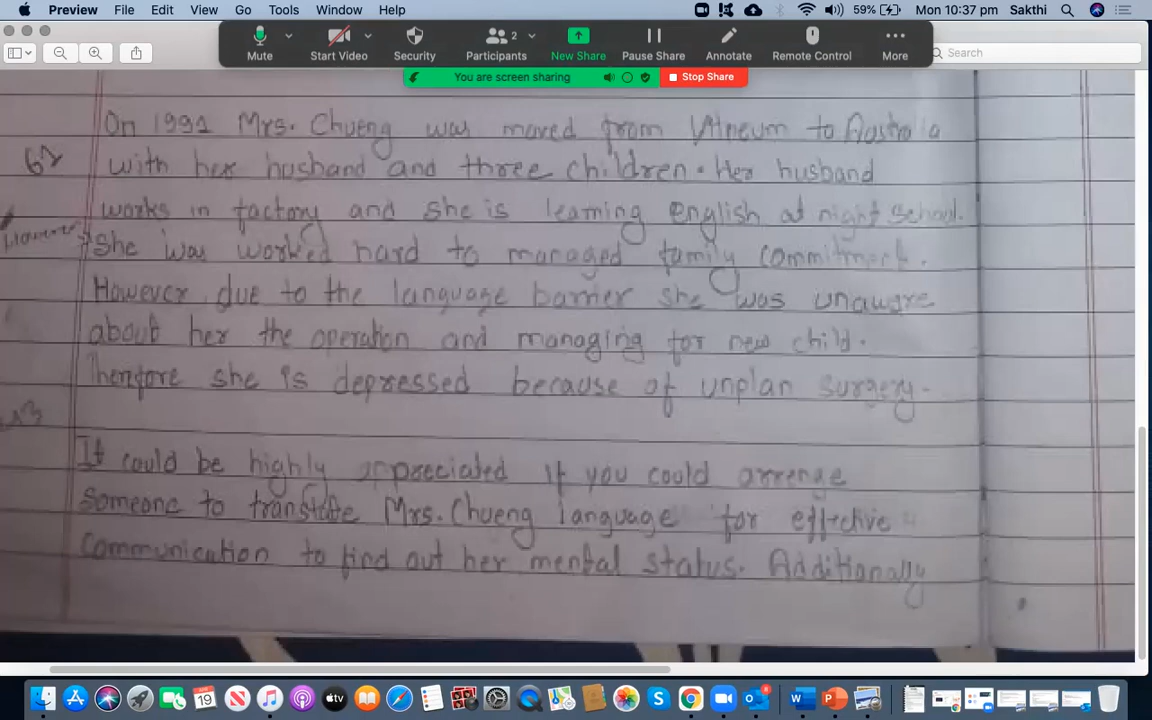 Preview File Edit View Go Tools Window Help 59% Mon 10:37 pm Sakthi
Mute Start Video Security Participants 2 New Share Pause Share Annotate Remote Control More
Search
You are screen sharing Stop Share
On 1991 Mrs. Chueng was moved from to
with her husband and three children. Her husband
works in factory and she is learning english at night school.
However
She was worked hard to managed family commitment.
However due to the language barrier she was unawre
about her the operation and managing for new child.
Therfore she is depressed because of unplan surgery.
It could be highly appreciated if you could arrenge
someone to translate Mrs. Chueng language for effective
communication to find out her mental status. Additionally